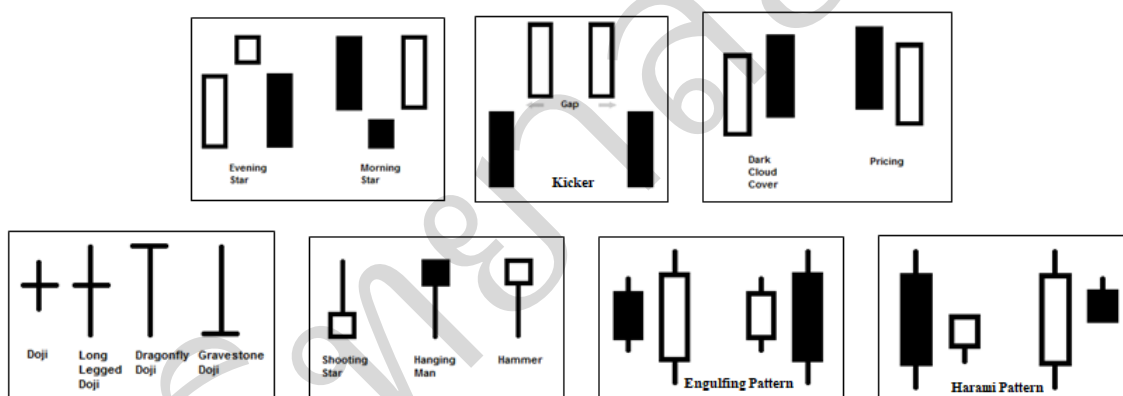 Evening
Star
Morning
Star
Gap
Kicker
Dark
Cloud
Cover
Pricing
Doji
Long
Legged
Doji
Dragonfly
Doji
Gravestone
Doji
Shooting
Star
Hanging
Man
Hammer
Engulfing Pattern
Harami Pattern